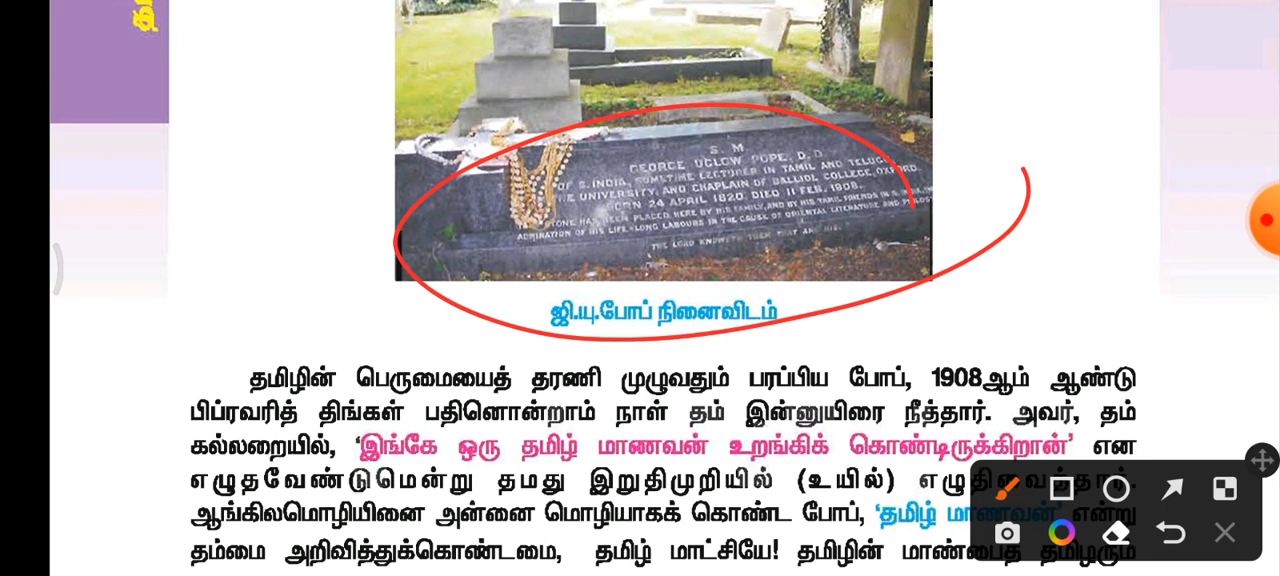 S. M
GEORGE UGLOW POPE, D. D.
OF S. INDIA, SOMETIME LECTURER IN TAMIL AND TELUGU
THE UNIVERSITY, AND CHAPLAIN OF BALLIOL COLLEGE, OXFORD.
BORN 24 APRIL 1820. DIED 11 FEB. 1908.
STONE HAS BEEN PLACED HERE BY HIS FAMILY, AND BY HIS TAMIL FRIENDS IN
ADMIRATION OF HIS LIFE-LONG LABOURS IN THE CAUSE OF ORIENTAL LITERATURE AND
THE LORD KNOWETH THEM THAT ARE HIS.
ஜி.யு.போப் நினைவிடம்
தமிழின் பெருமையைத் தரணி முழுவதும் பரப்பிய போப், 1908ஆம் ஆண்டு
பிப்ரவரித் திங்கள் பதினொன்றாம் நாள் தம் இன்னுயிரை நீத்தார். அவர், தம்
கல்லறையில், ‘இங்கே ஒரு தமிழ் மாணவன் உறங்கிக் கொண்டிருக்கிறான்’ என
எழுதவேண்டுமென்று தமது இறுதிமுறியில் (உயில்) எழுதிவைத்தார்.
ஆங்கிலமொழியினை அன்னை மொழியாகக் கொண்ட போப், ‘தமிழ் மாணவன்’ என்று
தம்மை அறிவித்துக்கொண்டமை, தமிழ் மாட்சியே! தமிழின் மாண்பைத் தமிழரும்